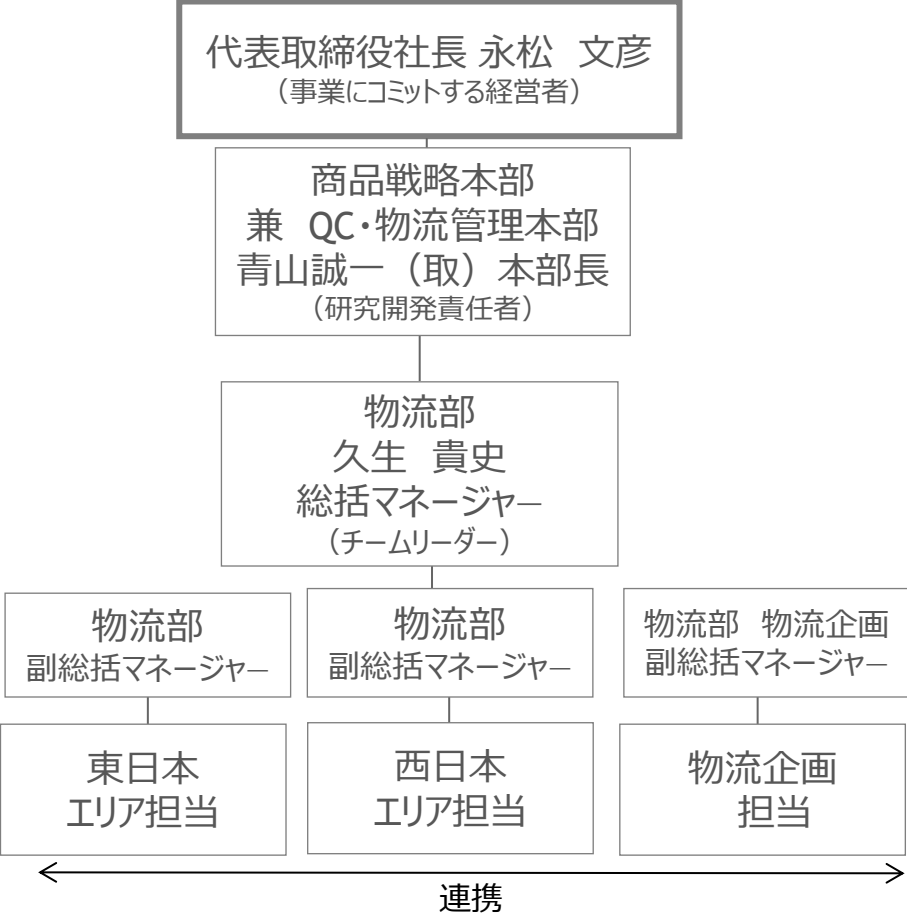 代表取締役社長 永松　文彦
（事業にコミットする経営者）
商品戦略本部
兼　QC・物流管理本部
青山誠一（取）本部長
（研究開発責任者）
物流部
久生　貴史
総括マネージャー
（チームリーダー）
物流部
副総括マネージャー
物流部
副総括マネージャー
物流部　物流企画
副総括マネージャー
東日本
エリア担当
西日本
エリア担当
物流企画
担当
連携